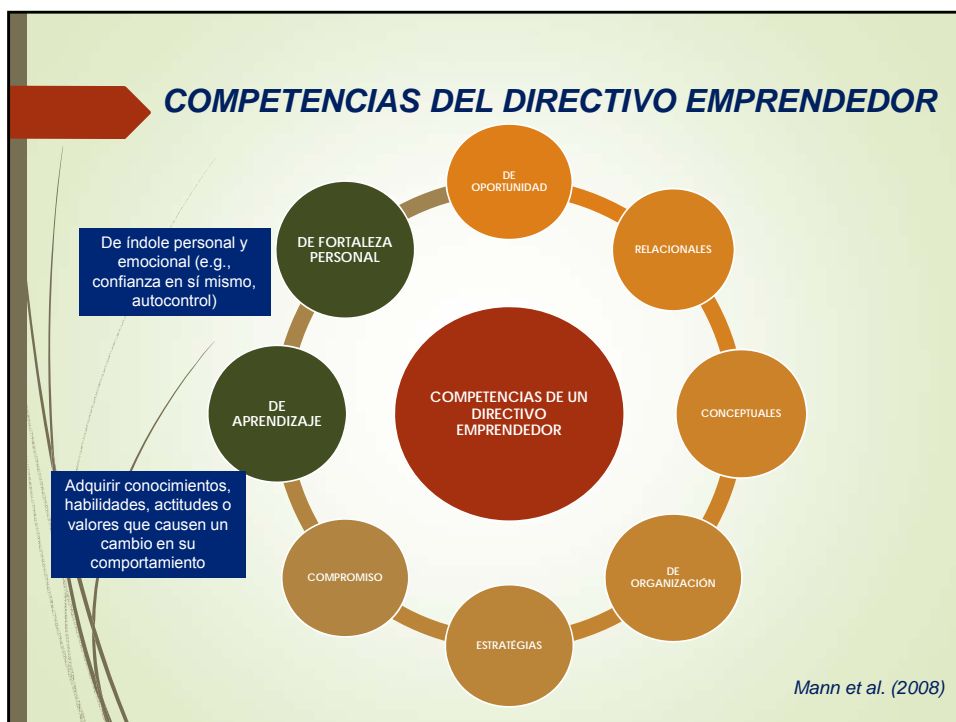 COMPETENCIAS DEL DIRECTIVO EMPRENDEDOR
DE
OPORTUNIDAD
RELACIONALES
CONCEPTUALES
DE
ORGANIZACIÓN
ESTRATÉGIAS
COMPROMISO
DE
APRENDIZAJE
DE FORTALEZA
PERSONAL
COMPETENCIAS DE UN
DIRECTIVO
EMPRENDEDOR
De índole personal y
emocional (e.g.,
confianza en sí mismo,
autocontrol)
Adquirir conocimientos,
habilidades, actitudes o
valores que causen un
cambio en su
comportamiento
Mann et al. (2008)